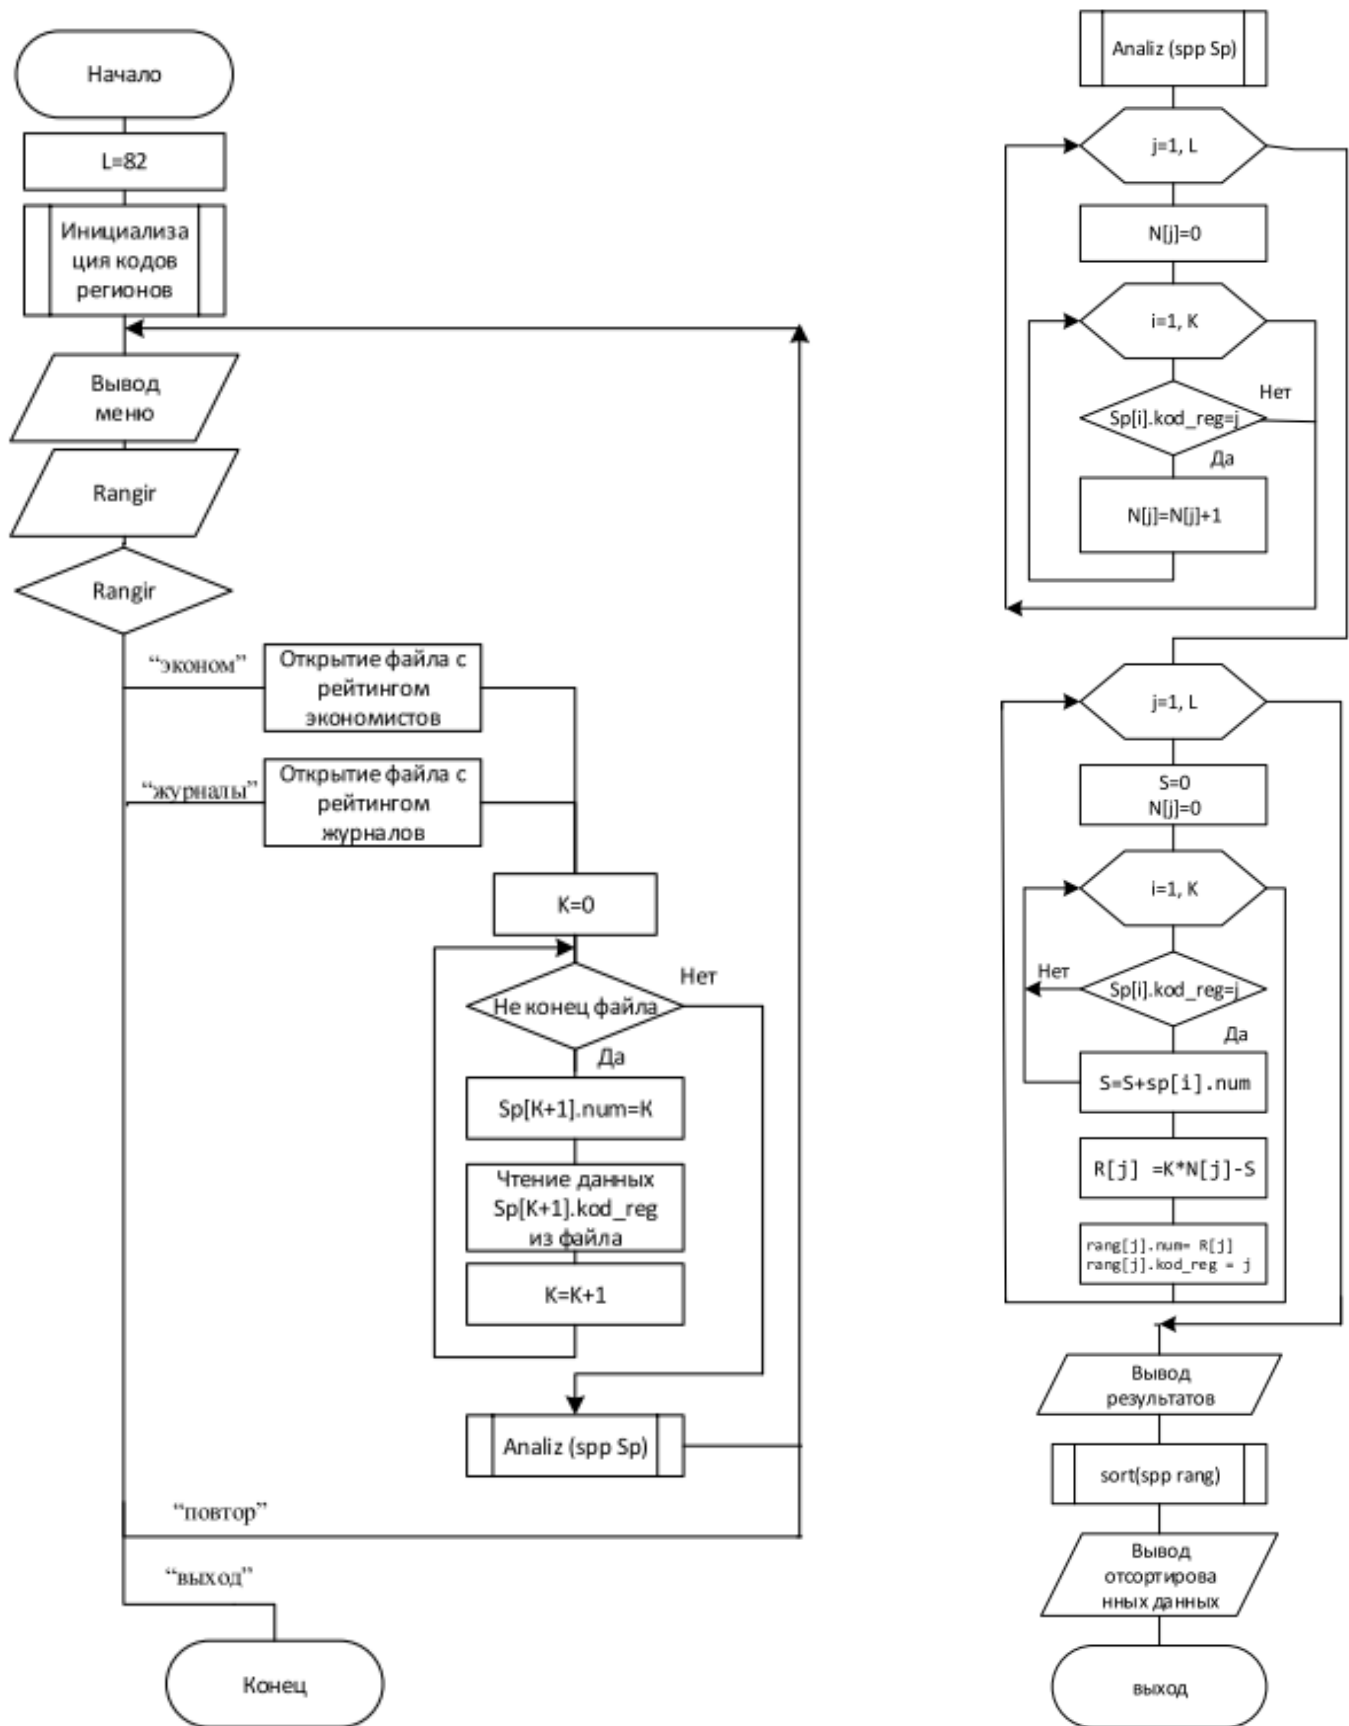 Начало
L=82
Инициализа
ция кодов
регионов
Вывод
меню
Rangir
Rangir
“эконом”
Открытие файла с
рейтингом
экономистов
“журналы”
Открытие файла с
рейтингом
журналов
K=0
Не конец файла
Нет
Да
Sp[K+1].num=K
Чтение данных
Sp[K+1].kod_reg
из файла
K=K+1
Analiz (spp Sp)
“повтор”
“выход”
Конец
Analiz (spp Sp)
j=1, L
N[j]=0
i=1, K
Нет
Sp[i].kod_reg=j
Да
N[j]=N[j]+1
j=1, L
S=0
N[j]=0
i=1, K
Нет
Sp[i].kod_reg=j
Да
S=S+sp[i].num
R[j] =K*N[j]-S
rang[j].num= R[j]
rang[j].kod_reg = j
Вывод
результатов
sort(spp rang)
Вывод
отсортирова
нных данных
выход